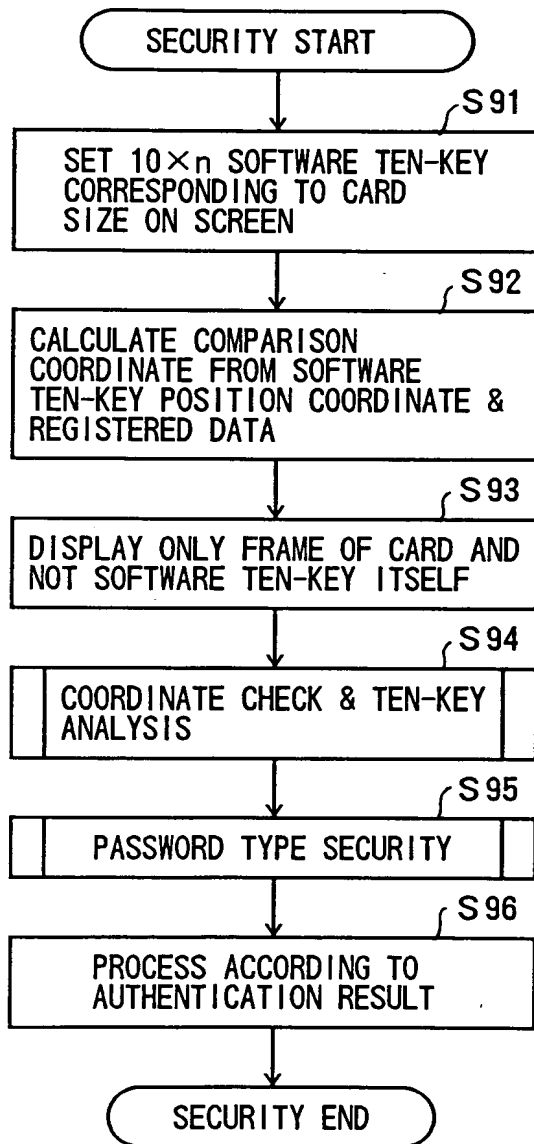 SECURITY START
S91
SET 10×n SOFTWARE TEN-KEY
CORRESPONDING TO CARD
SIZE ON SCREEN
S92
CALCULATE COMPARISON
COORDINATE FROM SOFTWARE
TEN-KEY POSITION COORDINATE &
REGISTERED DATA
S93
DISPLAY ONLY FRAME OF CARD AND
NOT SOFTWARE TEN-KEY ITSELF
S94
COORDINATE CHECK & TEN-KEY
ANALYSIS
S95
PASSWORD TYPE SECURITY
S96
PROCESS ACCORDING TO
AUTHENTICATION RESULT
SECURITY END